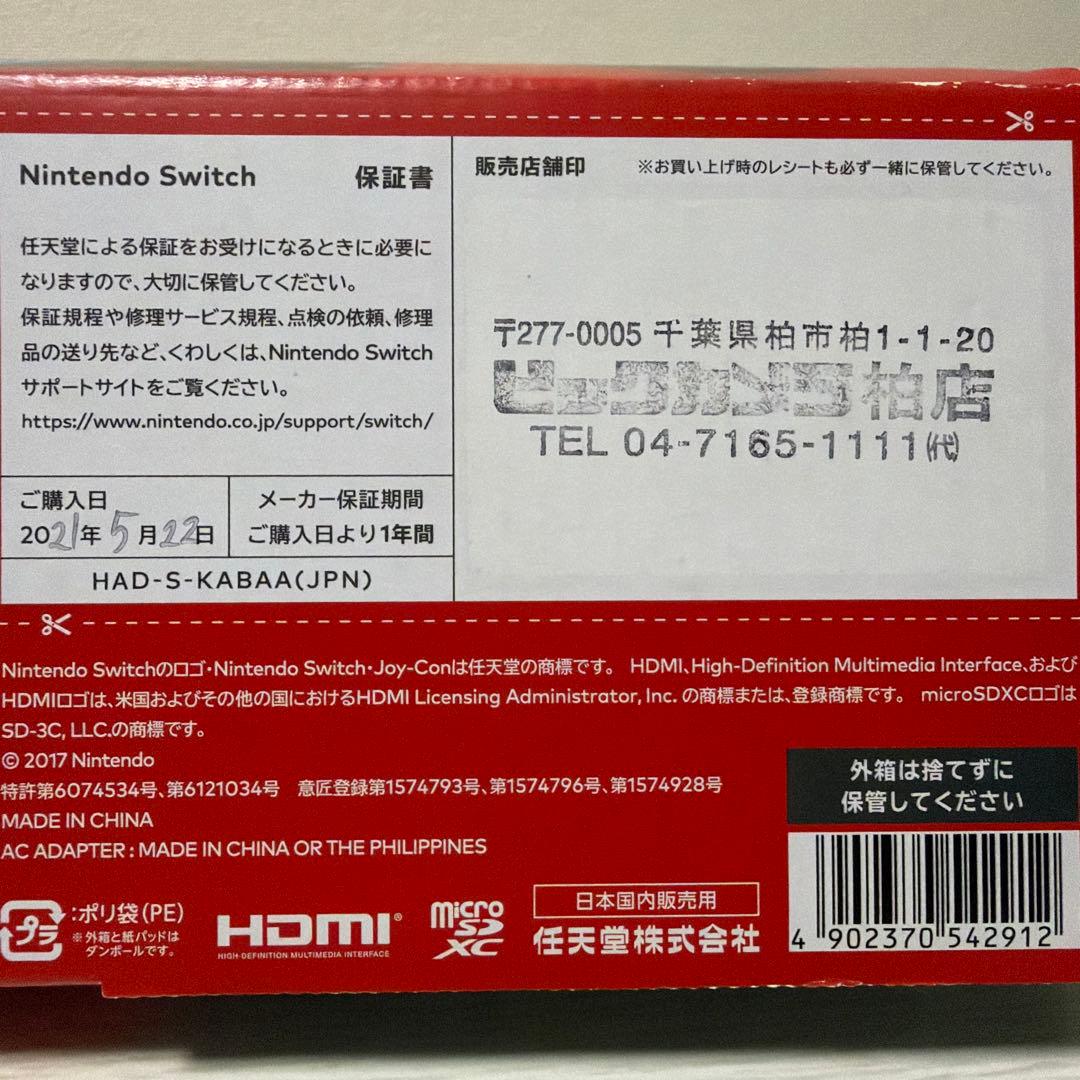 Nintendo Switch 保証書
任天堂による保証をお受けになるときに必要に
なりますので、大切に保管してください。
保証規程や修理サービス規程、点検の依頼、修理
品の送り先など、くわしくは、Nintendo Switch
サポートサイトをご覧ください。
https://www.nintendo.co.jp/support/switch/
ご購入日
2021年5月22日
メーカー保証期間
ご購入日より1年間
HAD-S-KABAA(JPN)
販売店舗印 ※お買い上げ時のレシートも必ず一緒に保管してください。
〒277-0005 千葉県柏市柏1-1-20
ビックカメラ柏店
TEL 04-7165-1111㈹
Nintendo Switchのロゴ・Nintendo Switch・Joy-Conは任天堂の商標です。 HDMI、High-Definition Multimedia Interface、および
HDMIロゴは、米国およびその他の国におけるHDMI Licensing Administrator, Inc. の商標または、登録商標です。 microSDXCロゴは
SD-3C, LLC.の商標です。
© 2017 Nintendo
特許第6074534号、第6121034号 意匠登録第1574793号、第1574796号、第1574928号
MADE IN CHINA
AC ADAPTER : MADE IN CHINA OR THE PHILIPPINES
外箱は捨てずに
保管してください
プラ
:ポリ袋(PE)
※外箱と紙パッドは
ダンボールです。
HDMI®
HIGH-DEFINITION MULTIMEDIA INTERFACE
microSDXC
日本国内販売用
任天堂株式会社
4 902370 542912